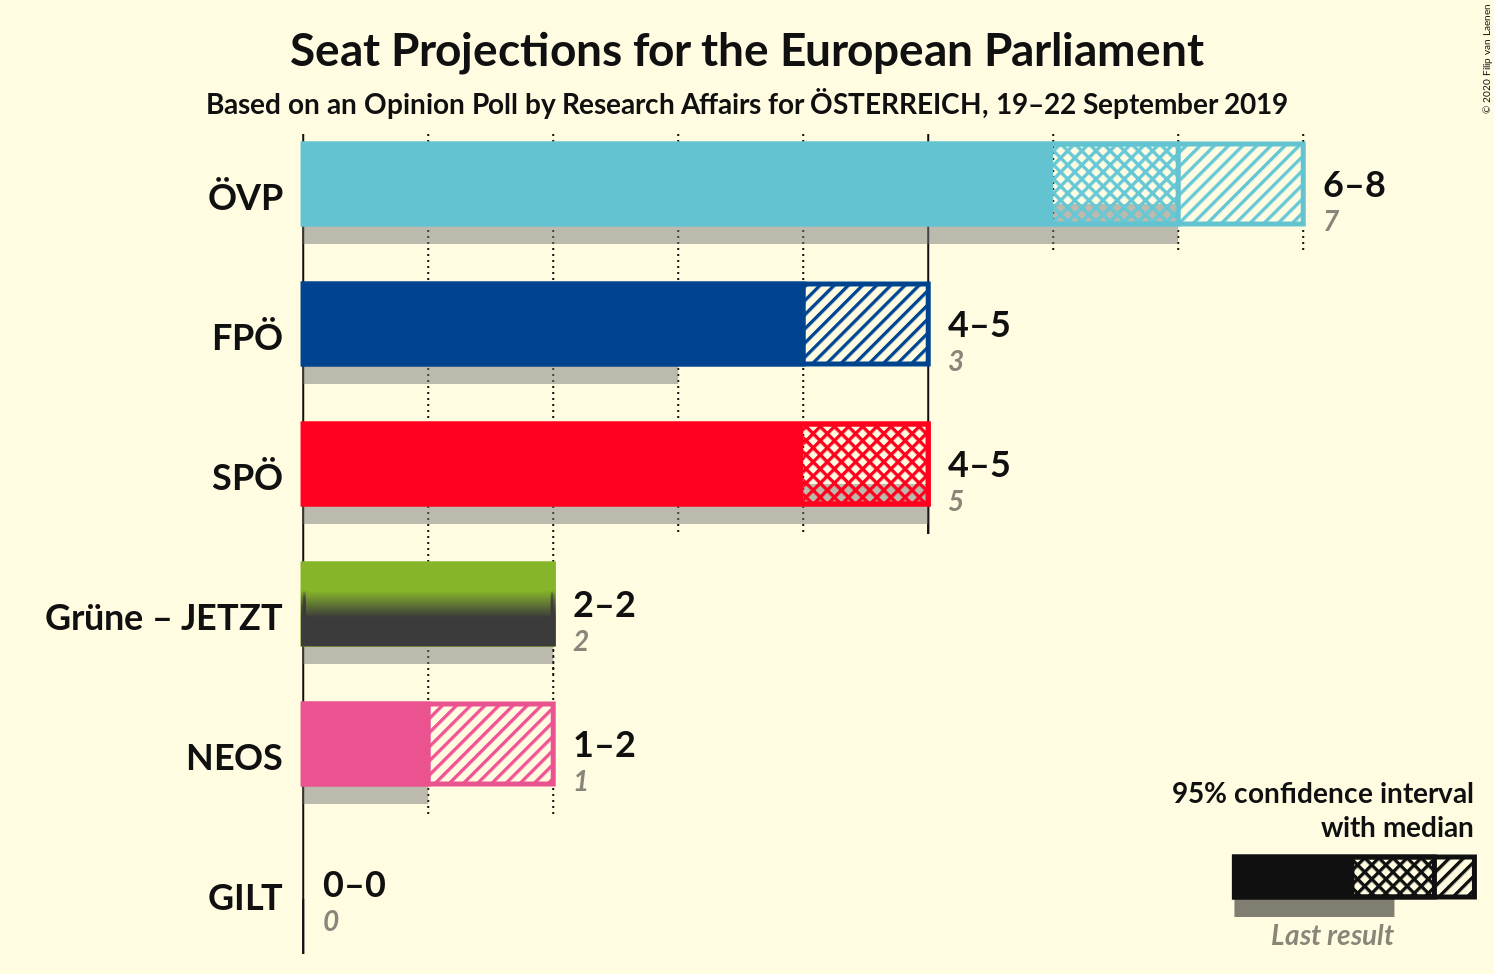 Seat Projections for the European Parliament
Based on an Opinion Poll by Research Affairs for ÖSTERREICH, 19–22 September 2019
© 2020 Filip van Laenen
ÖVP
6–8
7
FPÖ
4–5
3
SPÖ
4–5
5
Grüne – JETZT
2–2
2
NEOS
1–2
1
GILT
0–0
0
95% confidence interval
with median
Last result